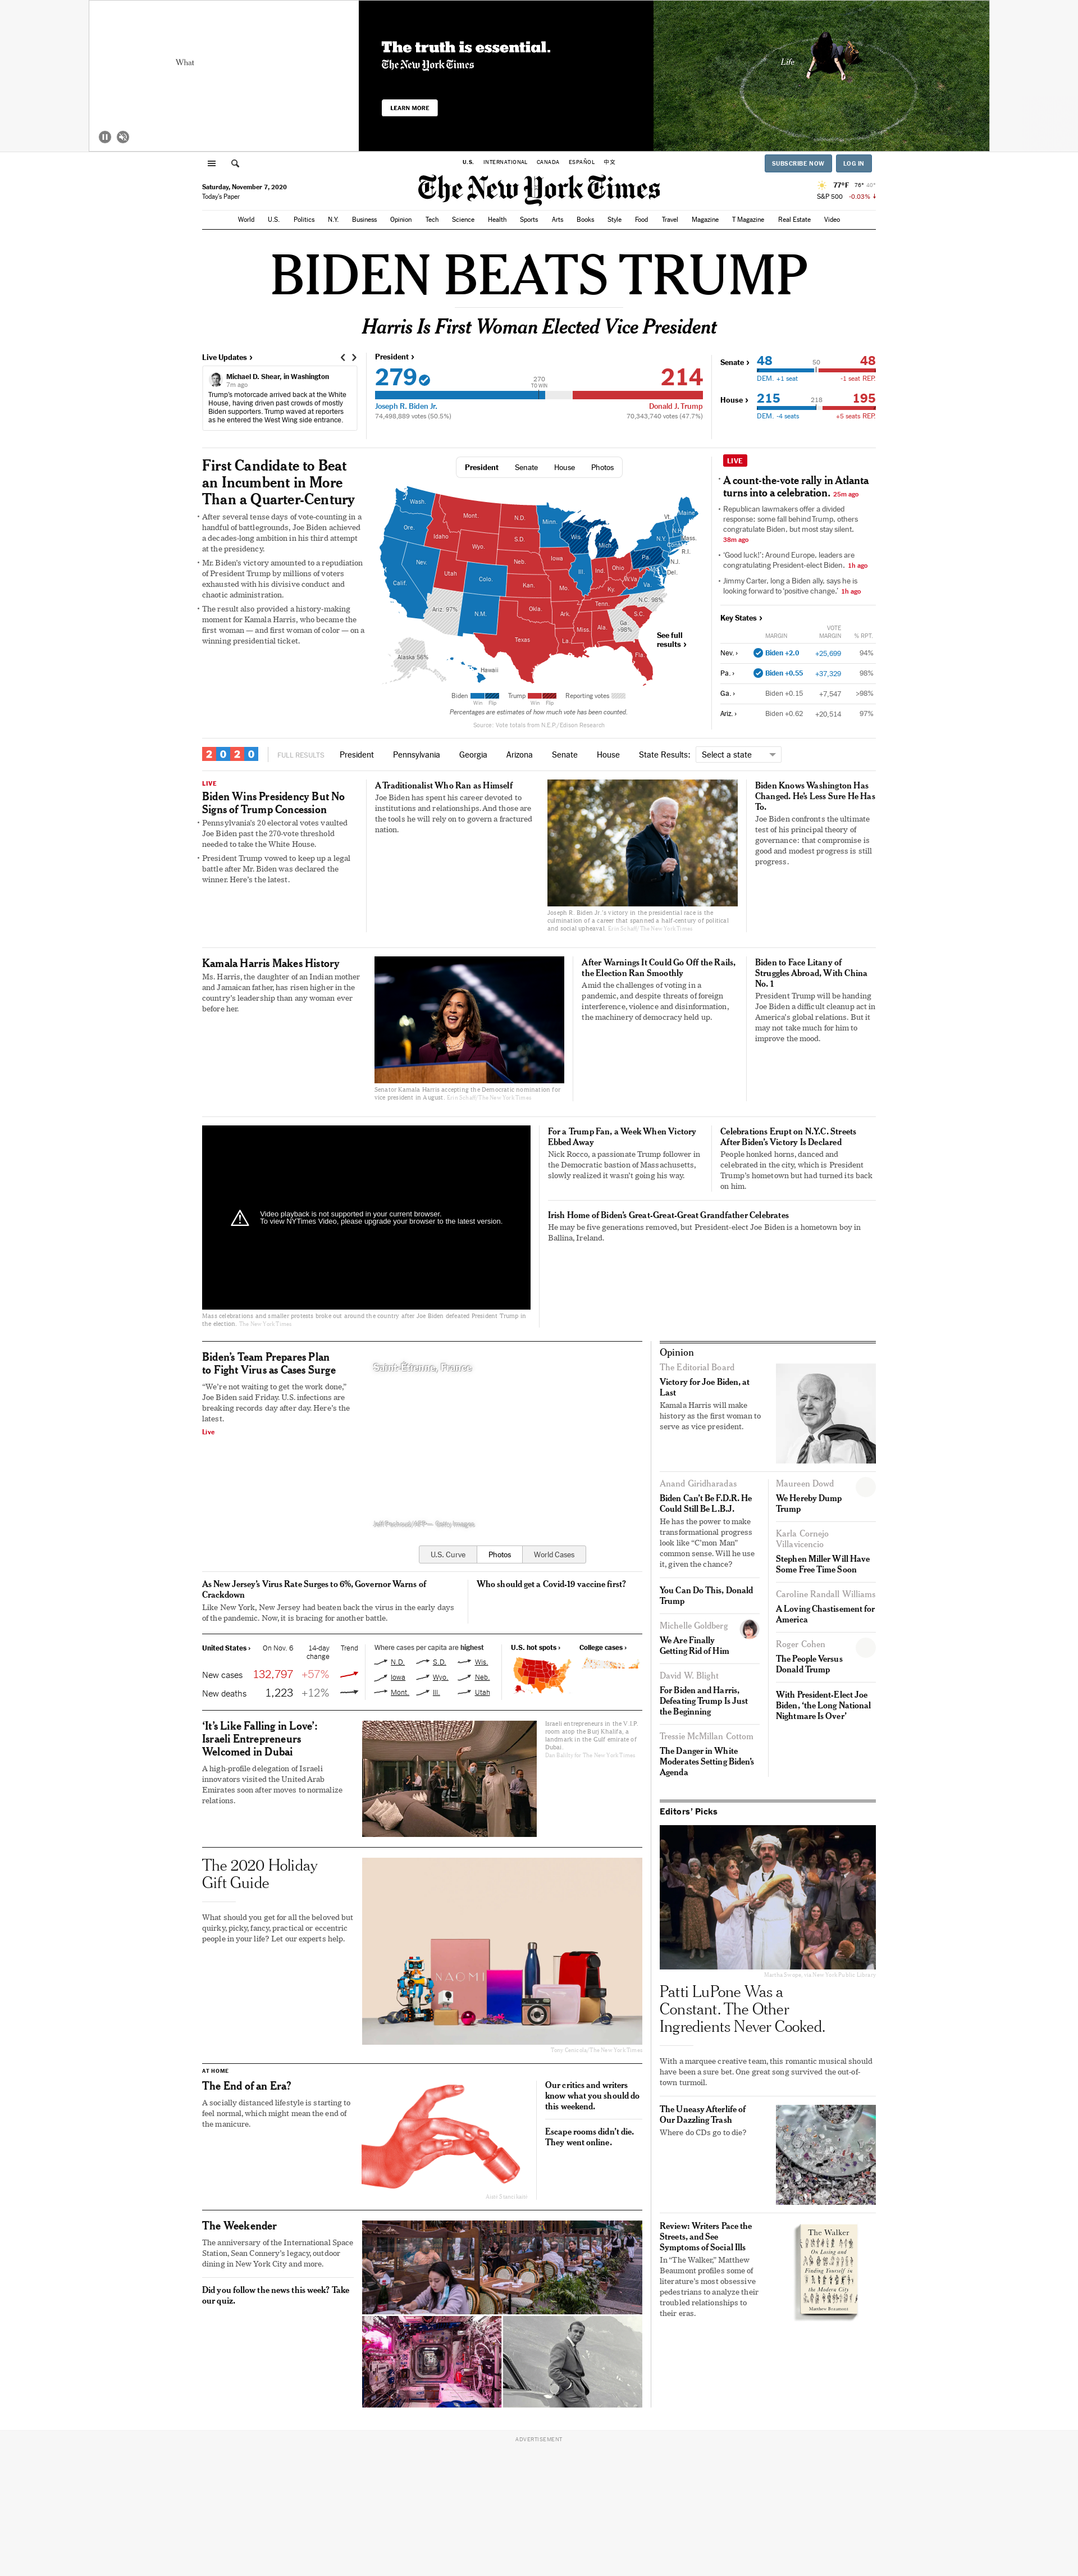 What
The truth is essential.
The New York Times
LEARN MORE
Life
U.S. INTERNATIONAL CANADA ESPAÑOL 中文
SUBSCRIBE NOW LOG IN
Saturday, November 7, 2020
Today's Paper
The New York Times
77°F 76° 40°
S&P 500 -0.03% ↓
World U.S. Politics N.Y. Business Opinion Tech Science Health Sports Arts Books Style Food Travel Magazine T Magazine Real Estate Video
BIDEN BEATS TRUMP
Harris Is First Woman Elected Vice President
Live Updates ›
Michael D. Shear, in Washington
7m ago
Trump's motorcade arrived back at the White
House, having driven past crowds of mostly
Biden supporters. Trump waved at reporters
as he entered the West Wing side entrance.
President ›
279 270 214
TO WIN
Joseph R. Biden Jr. Donald J. Trump
74,498,889 votes (50.5%) 70,343,740 votes (47.7%)
Senate › 48 50 48
DEM. +1 seat -1 seat REP.
House › 215 218 195
DEM. -4 seats +5 seats REP.
First Candidate to Beat
an Incumbent in More
Than a Quarter-Century
• After several tense days of vote-counting in a
handful of battlegrounds, Joe Biden achieved
a decades-long ambition in his third attempt
at the presidency.
• Mr. Biden's victory amounted to a repudiation
of President Trump by millions of voters
exhausted with his divisive conduct and
chaotic administration.
• The result also provided a history-making
moment for Kamala Harris, who became the
first woman — and first woman of color — on a
winning presidential ticket.
President Senate House Photos
Wash.
Mont.
N.D.
Minn.
Vt.
Maine
Ore.
Idaho
S.D.
Wis.
Mich.
N.Y.
N.H.
Mass.
Wyo.
Neb.
Iowa
Pa.
Conn.
R.I.
N.J.
Del.
Nev.
Utah
Colo.
Ill.
Ind.
Ohio
W.Va.
Va.
Calif.
Kan.
Mo.
Ky.
N.C. 98%
Ariz. 97%
N.M.
Okla.
Ark.
Tenn.
S.C.
Miss.
Ala.
Ga.
>98%
Texas
La.
Fla.
Alaska 56%
Hawaii
See full
results ›
Biden Trump Reporting votes
Win Flip Win Flip
Percentages are estimates of how much vote has been counted.
Source: Vote totals from N.E.P./Edison Research
LIVE
• A count-the-vote rally in Atlanta
turns into a celebration. 25m ago
• Republican lawmakers offer a divided
response: some fall behind Trump, others
congratulate Biden, but most stay silent.
38m ago
• ‘Good luck!’: Around Europe, leaders are
congratulating President-elect Biden. 1h ago
• Jimmy Carter, long a Biden ally, says he is
looking forward to ‘positive change.’ 1h ago
Key States ›
MARGIN VOTE MARGIN % RPT.
Nev. › Biden +2.0 +25,699 94%
Pa. › Biden +0.55 +37,329 98%
Ga. › Biden +0.15 +7,547 >98%
Ariz. › Biden +0.62 +20,514 97%
2020 FULL RESULTS President Pennsylvania Georgia Arizona Senate House State Results: Select a state
LIVE
Biden Wins Presidency But No
Signs of Trump Concession
• Pennsylvania's 20 electoral votes vaulted
Joe Biden past the 270-vote threshold
needed to take the White House.
• President Trump vowed to keep up a legal
battle after Mr. Biden was declared the
winner. Here's the latest.
A Traditionalist Who Ran as Himself
Joe Biden has spent his career devoted to
institutions and relationships. And those are
the tools he will rely on to govern a fractured
nation.
Joseph R. Biden Jr.'s victory in the presidential race is the
culmination of a career that spanned a half-century of political
and social upheaval. Erin Schaff/The New York Times
Biden Knows Washington Has
Changed. He's Less Sure He Has
To.
Joe Biden confronts the ultimate
test of his principal theory of
governance: that compromise is
good and modest progress is still
progress.
Kamala Harris Makes History
Ms. Harris, the daughter of an Indian mother
and Jamaican father, has risen higher in the
country's leadership than any woman ever
before her.
Senator Kamala Harris accepting the Democratic nomination for
vice president in August. Erin Schaff/The New York Times
After Warnings It Could Go Off the Rails,
the Election Ran Smoothly
Amid the challenges of voting in a
pandemic, and despite threats of foreign
interference, violence and disinformation,
the machinery of democracy held up.
Biden to Face Litany of
Struggles Abroad, With China
No. 1
President Trump will be handing
Joe Biden a difficult cleanup act in
America's global relations. But it
may not take much for him to
improve the mood.
Video playback is not supported in your current browser.
To view NYTimes Video, please upgrade your browser to the latest version.
Mass celebrations and smaller protests broke out around the country after Joe Biden defeated President Trump in
the election. The New York Times
For a Trump Fan, a Week When Victory
Ebbed Away
Nick Rocco, a passionate Trump follower in
the Democratic bastion of Massachusetts,
slowly realized it wasn't going his way.
Celebrations Erupt on N.Y.C. Streets
After Biden's Victory Is Declared
People honked horns, danced and
celebrated in the city, which is President
Trump's hometown but had turned its back
on him.
Irish Home of Biden's Great-Great-Great Grandfather Celebrates
He may be five generations removed, but President-elect Joe Biden is a hometown boy in
Ballina, Ireland.
Biden's Team Prepares Plan
to Fight Virus as Cases Surge
“We're not waiting to get the work done,”
Joe Biden said Friday. U.S. infections are
breaking records day after day. Here's the
latest.
Live
Saint-Étienne, France
Jeff Pachoud/AFP— Getty Images
U.S. Curve Photos World Cases
As New Jersey's Virus Rate Surges to 6%, Governor Warns of
Crackdown
Like New York, New Jersey had beaten back the virus in the early days
of the pandemic. Now, it is bracing for another battle.
Who should get a Covid-19 vaccine first?
United States › On Nov. 6 14-day change Trend
New cases 132,797 +57%
New deaths 1,223 +12%
Where cases per capita are highest
N.D. S.D. Wis.
Iowa Wyo. Neb.
Mont. Ill. Utah
U.S. hot spots › College cases ›
‘It's Like Falling in Love’:
Israeli Entrepreneurs
Welcomed in Dubai
A high-profile delegation of Israeli
innovators visited the United Arab
Emirates soon after moves to normalize
relations.
Israeli entrepreneurs in the V.I.P.
room atop the Burj Khalifa, a
landmark in the Gulf emirate of
Dubai.
Dan Balilty for The New York Times
The 2020 Holiday
Gift Guide
What should you get for all the beloved but
quirky, picky, fancy, practical or eccentric
people in your life? Let our experts help.
NAOMI
Tony Cenicola/The New York Times
AT HOME
The End of an Era?
A socially distanced lifestyle is starting to
feel normal, which might mean the end of
the manicure.
Our critics and writers
know what you should do
this weekend.
Escape rooms didn't die.
They went online.
The Weekender
The anniversary of the International Space
Station, Sean Connery's legacy, outdoor
dining in New York City and more.
Did you follow the news this week? Take
our quiz.
Opinion
The Editorial Board
Victory for Joe Biden, at
Last
Kamala Harris will make
history as the first woman to
serve as vice president.
Anand Giridharadas
Biden Can't Be F.D.R. He
Could Still Be L.B.J.
He has the power to make
transformational progress
look like “C'mon Man”
common sense. Will he use
it, given the chance?
You Can Do This, Donald
Trump
Michelle Goldberg
We Are Finally
Getting Rid of Him
David W. Blight
For Biden and Harris,
Defeating Trump Is Just
the Beginning
Tressie McMillan Cottom
The Danger in White
Moderates Setting Biden's
Agenda
Maureen Dowd
We Hereby Dump
Trump
Karla Cornejo
Villavicencio
Stephen Miller Will Have
Some Free Time Soon
Caroline Randall Williams
A Loving Chastisement for
America
Roger Cohen
The People Versus
Donald Trump
With President-Elect Joe
Biden, ‘the Long National
Nightmare Is Over’
Editors' Picks
Martha Swope, via New York Public Library
Patti LuPone Was a
Constant. The Other
Ingredients Never Cooked.
With a marquee creative team, this romantic musical should
have been a sure bet. One great song survived the out-of-
town turmoil.
The Uneasy Afterlife of
Our Dazzling Trash
Where do CDs go to die?
Review: Writers Pace the
Streets, and See
Symptoms of Social Ills
In “The Walker,” Matthew
Beaumont profiles some of
literature's most obsessive
pedestrians to analyze their
troubled relationships to
their eras.
The Walker
On Losing and
Finding Yourself in
the Modern City
Matthew Beaumont
ADVERTISEMENT